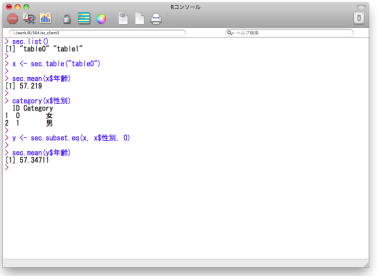 Rコンソール
ヘルプ検索
> sec.list()
[1] "table0" "table1"
>
> x <- sec.table("table0")
>
> sec.mean(x$年齢)
[1] 57.219
>
> category(x$性別)
ID Category
1 0 女
2 1 男
>
> y <- sec.subset.eq(x, x$性別, 0)
>
> sec.mean(y$年齢)
[1] 57.34711
>